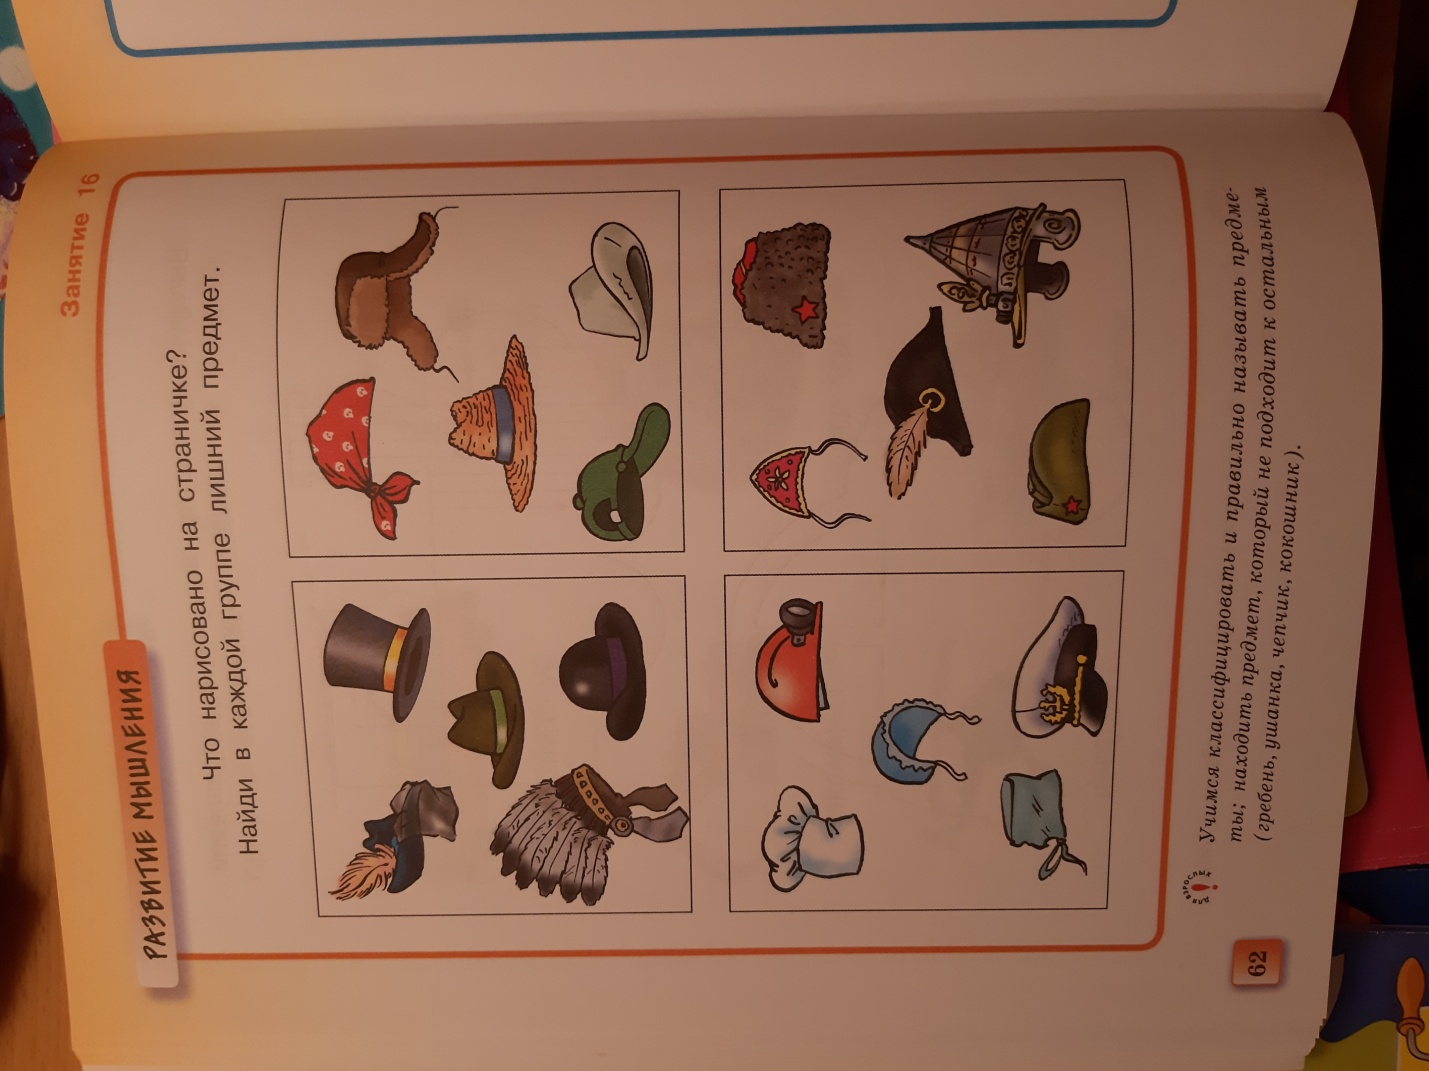 Занятие 16
РАЗВИТИЕ МЫШЛЕНИЯ
Что нарисовано на страничке?
Найди в каждой группе лишний предмет.
для взрослых
Учимся классифицировать и правильно называть предме-
ты; находить предмет, который не подходит к остальным
(гребень, ушанка, чепчик, кокошник).
62